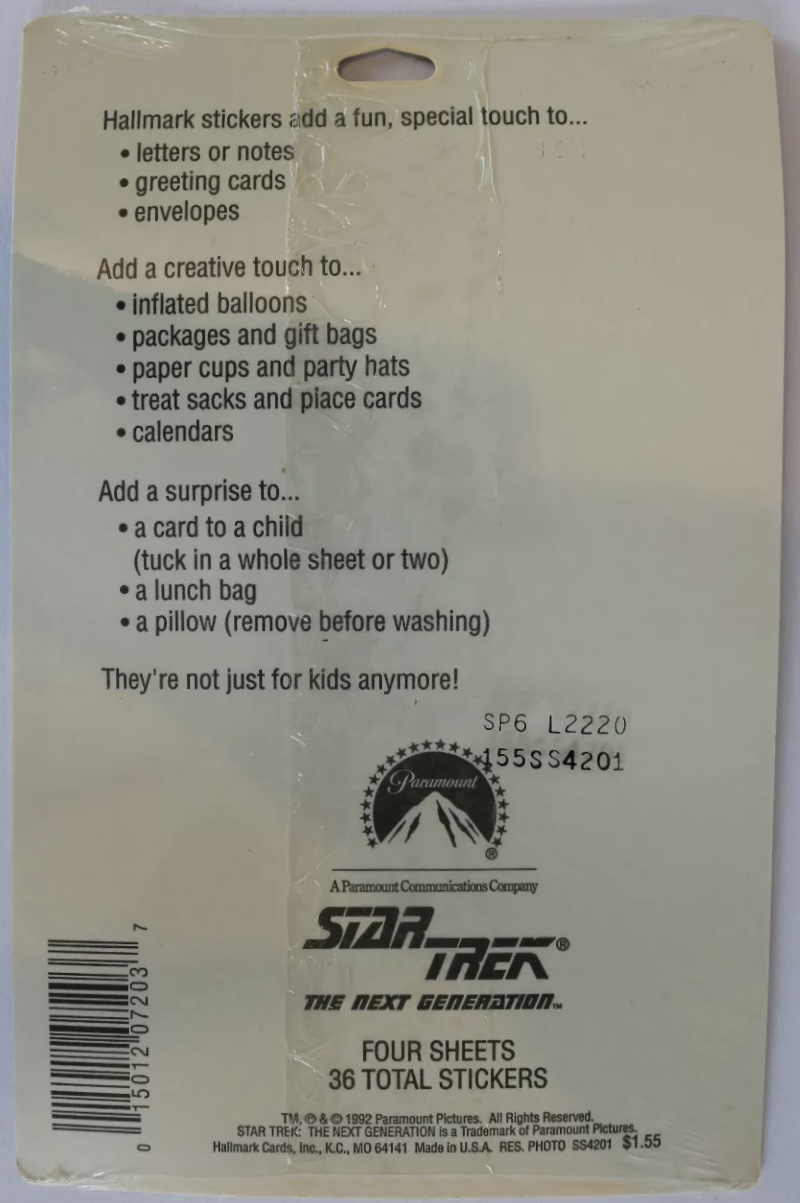 Hallmark stickers add a fun, special touch to...
• letters or notes
• greeting cards
• envelopes
Add a creative touch to...
• inflated balloons
• packages and gift bags
• paper cups and party hats
• treat sacks and place cards
• calendars
Add a surprise to...
• a card to a child
(tuck in a whole sheet or two)
• a lunch bag
• a pillow (remove before washing)
They're not just for kids anymore!
SP6 L2220
155SS4201
Paramount
®
A Paramount Communications Company
STAR TREK®
THE NEXT GENERATION™
FOUR SHEETS
36 TOTAL STICKERS
TM, ℗ & © 1992 Paramount Pictures. All Rights Reserved.
STAR TREK: THE NEXT GENERATION is a Trademark of Paramount Pictures.
Hallmark Cards, Inc., K.C., MO 64141 Made in U.S.A. RES. PHOTO SS4201 $1.55
0 15012 07203 7